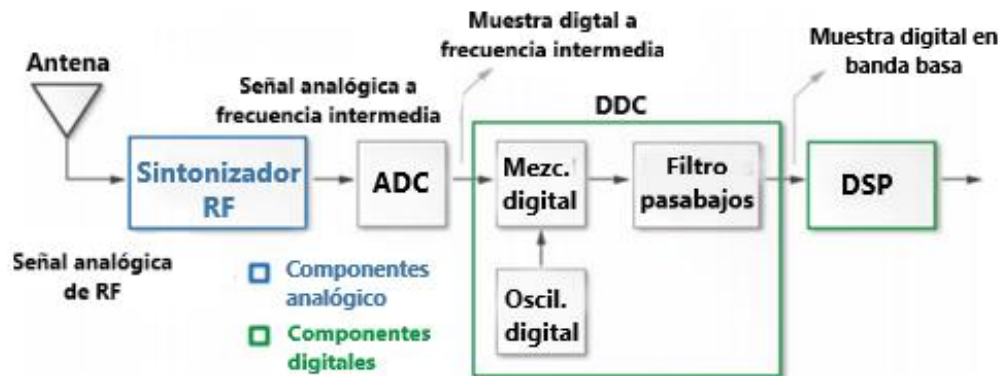 Antena
Señal analógica a
frecuencia intermedia
Muestra digtal a
frecuencia intermedia
Muestra digital en
banda basa
DDC
Sintonizador
RF
ADC
Mezc.
digital
Filtro
pasabajos
DSP
Oscil.
digital
Señal analógica
de RF
Componentes
analógico
Componentes
digitales